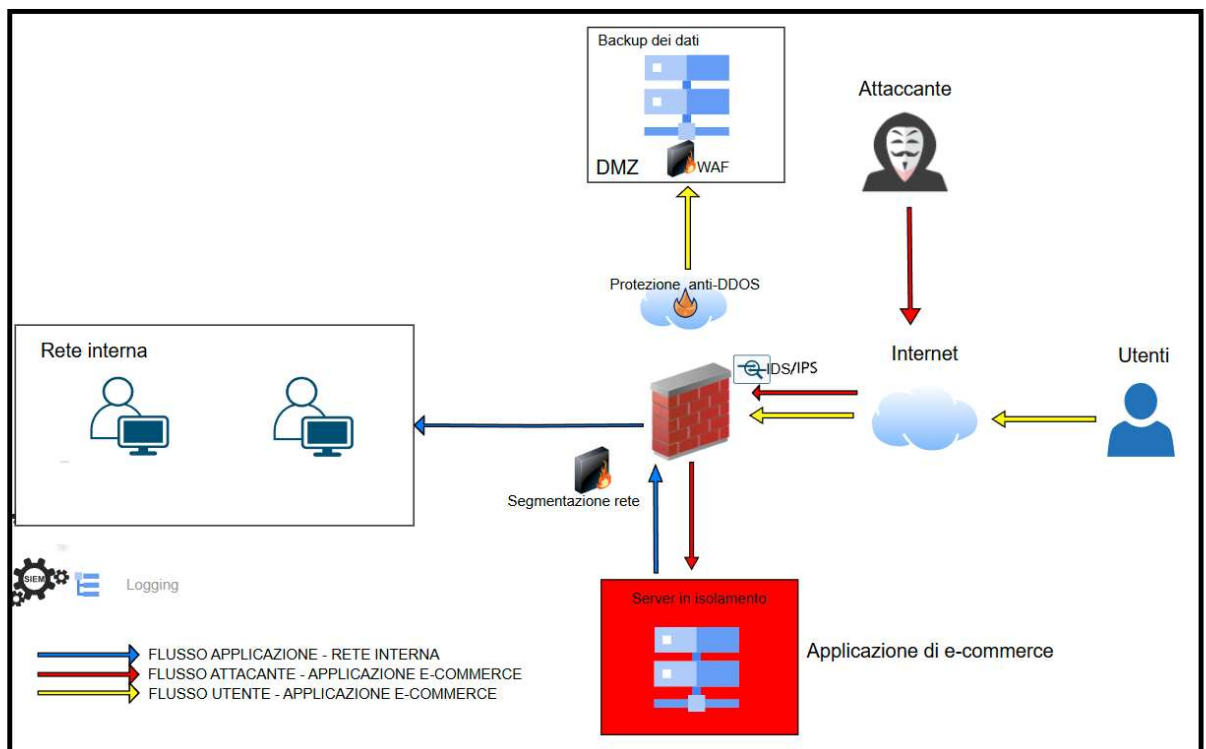 Backup dei dati
DMZ
WAF
Attaccante
Protezione anti-DDOS
Rete interna
IDS/IPS
Internet
Utenti
Segmentazione rete
SIEM
Logging
Server in isolamento
Applicazione di e-commerce
FLUSSO APPLICAZIONE - RETE INTERNA
FLUSSO ATTACANTE - APPLICAZIONE E-COMMERCE
FLUSSO UTENTE - APPLICAZIONE E-COMMERCE